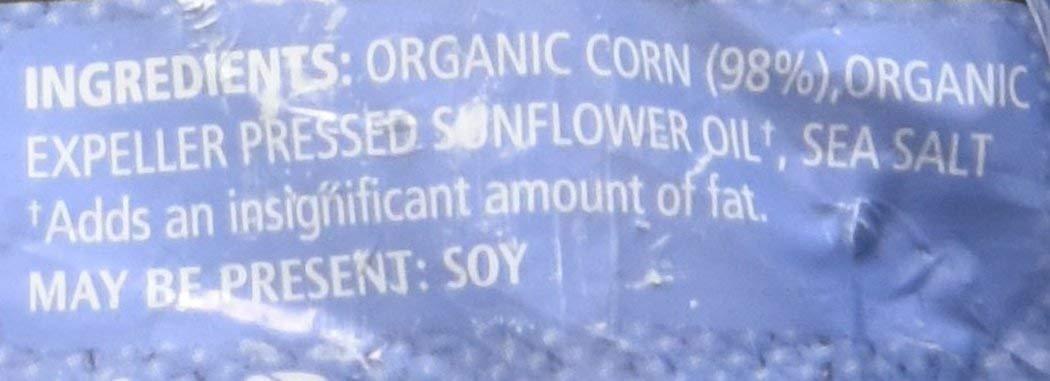 INGREDIENTS: ORGANIC CORN (98%), ORGANIC
EXPELLER PRESSED SUNFLOWER OIL†, SEA SALT
†Adds an insignificant amount of fat.
MAY BE PRESENT: SOY